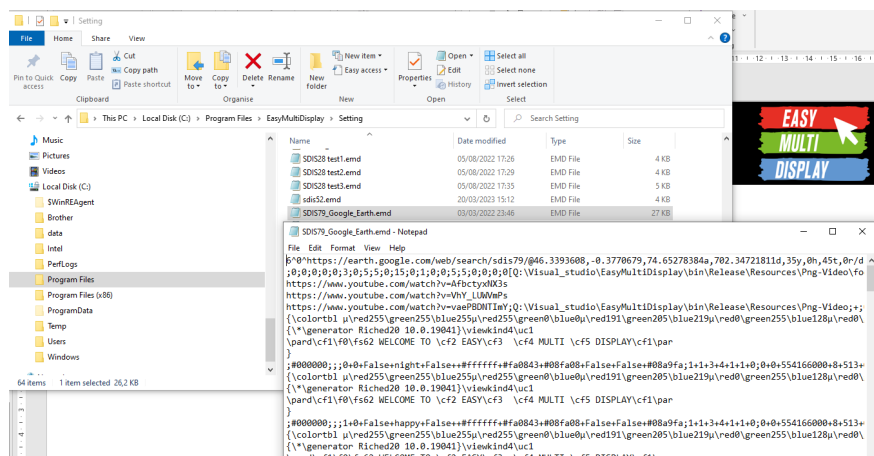 Setting
File Home Share View
Pin to Quick access
Copy
Paste
Cut
Copy path
Paste shortcut
Clipboard
Move to
Copy to
Delete
Rename
Organise
New folder
New item
Easy access
New
Properties
Open
Edit
History
Open
Select all
Select none
Invert selection
Select
11 · 12 · 13 · 14 · 15 · 16
This PC > Local Disk (C:) > Program Files > EasyMultiDisplay > Setting
Search Setting
EASY
MULTI
DISPLAY
Music
Pictures
Videos
Local Disk (C:)
$WinREAgent
Brother
data
Intel
PerfLogs
Program Files
Program Files (x86)
ProgramData
Temp
Users
Windows
Name Date modified Type Size
SDIS28 test1.emd 05/08/2022 17:26 EMD File 4 KB
SDIS28 test2.emd 05/08/2022 17:29 EMD File 4 KB
SDIS28 test3.emd 05/08/2022 17:35 EMD File 5 KB
sdis52.emd 20/03/2023 15:12 EMD File 4 KB
SDIS79_Google_Earth.emd 03/03/2022 23:46 EMD File 27 KB
64 items 1 item selected 26,2 KB
SDIS79_Google_Earth.emd - Notepad
File Edit Format View Help
6^0^https://earth.google.com/web/search/sdis79/@46.3393608,-0.3770679,74.65278384a,702.34721811d,35y,0h,45t,0r/d
;0;0;0;0;0;3;0;5;5;0;15;0;1;0;0;5;5;0;0;0;0[Q:\Visual_studio\EasyMultiDisplay\bin\Release\Resources\Png-Video\fo
https://www.youtube.com/watch?v=AfbctyxNX3s
https://www.youtube.com/watch?v=VhY_LUWVmPs
https://www.youtube.com/watch?v=vaePBDNTImY;Q:\Visual_studio\EasyMultiDisplay\bin\Release\Resources\Png-Video;+;
{\colortbl µ\red255\green255\blue255µ\red255\green0\blue0µ\red191\green205\blue219µ\red0\green128\blue128µ\red0\
{\*\generator Riched20 10.0.19041}\viewkind4\uc1
\pard\cf1\f0\fs62 WELCOME TO \cf2 EASY\cf3  \cf4 MULTI \cf5 DISPLAY\cf1\par
}
;#000000;;;0+0+False+night+False++#ffffff+#fa0843+#08fa08+False+False+#08a9fa;1+1+3+4+1+1+0;0+0+554166000+8+513+
{\colortbl µ\red255\green255\blue255µ\red255\green0\blue0µ\red191\green205\blue219µ\red0\green128\blue128µ\red0\
{\*\generator Riched20 10.0.19041}\viewkind4\uc1
\pard\cf1\f0\fs62 WELCOME TO \cf2 EASY\cf3  \cf4 MULTI \cf5 DISPLAY\cf1\par
}
;#000000;;;1+0+False+happy+False++#ffffff+#fa0843+#08fa08+False+False+#08a9fa;1+1+3+4+1+1+0;0+0+554166000+8+513+
{\colortbl µ\red255\green255\blue255µ\red255\green0\blue0µ\red191\green205\blue219µ\red0\green128\blue128µ\red0\
{\*\generator Riched20 10.0.19041}\viewkind4\uc1